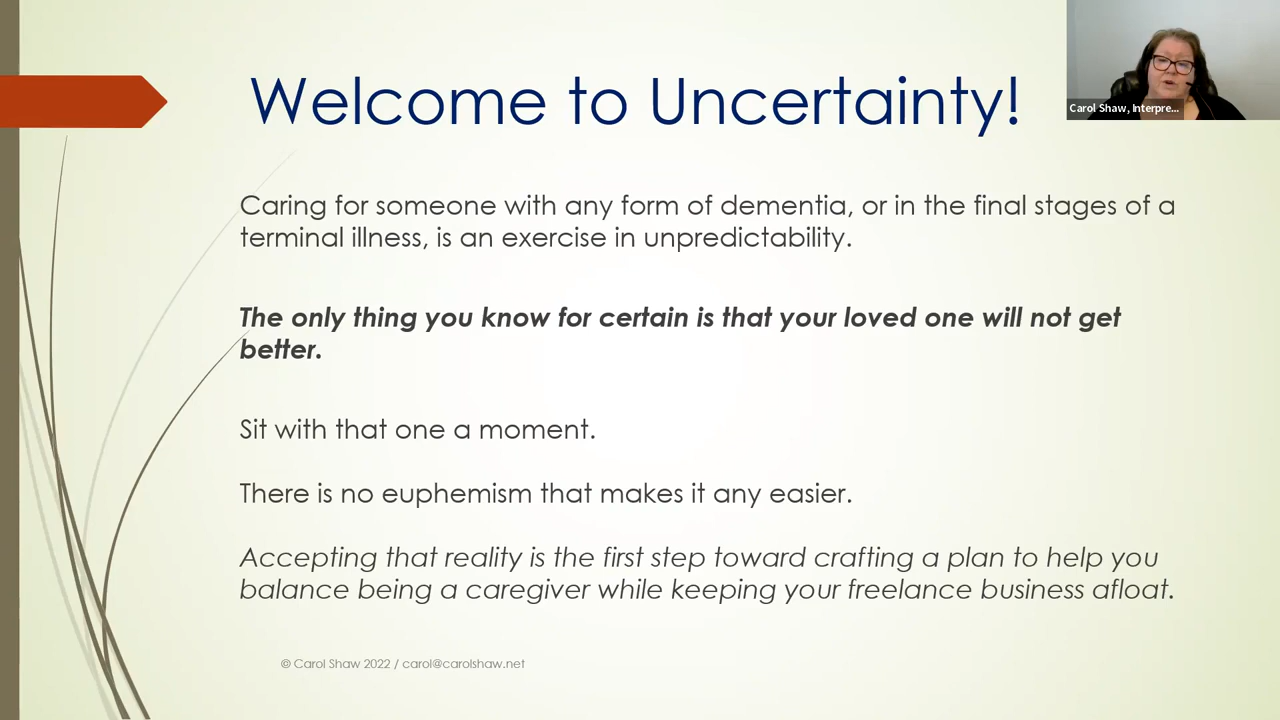 Welcome to Uncertainty!
Carol Shaw, Interpre...
Caring for someone with any form of dementia, or in the final stages of a
terminal illness, is an exercise in unpredictability.
The only thing you know for certain is that your loved one will not get
better.
Sit with that one a moment.
There is no euphemism that makes it any easier.
Accepting that reality is the first step toward crafting a plan to help you
balance being a caregiver while keeping your freelance business afloat.
© Carol Shaw 2022 / carol@carolshaw.net